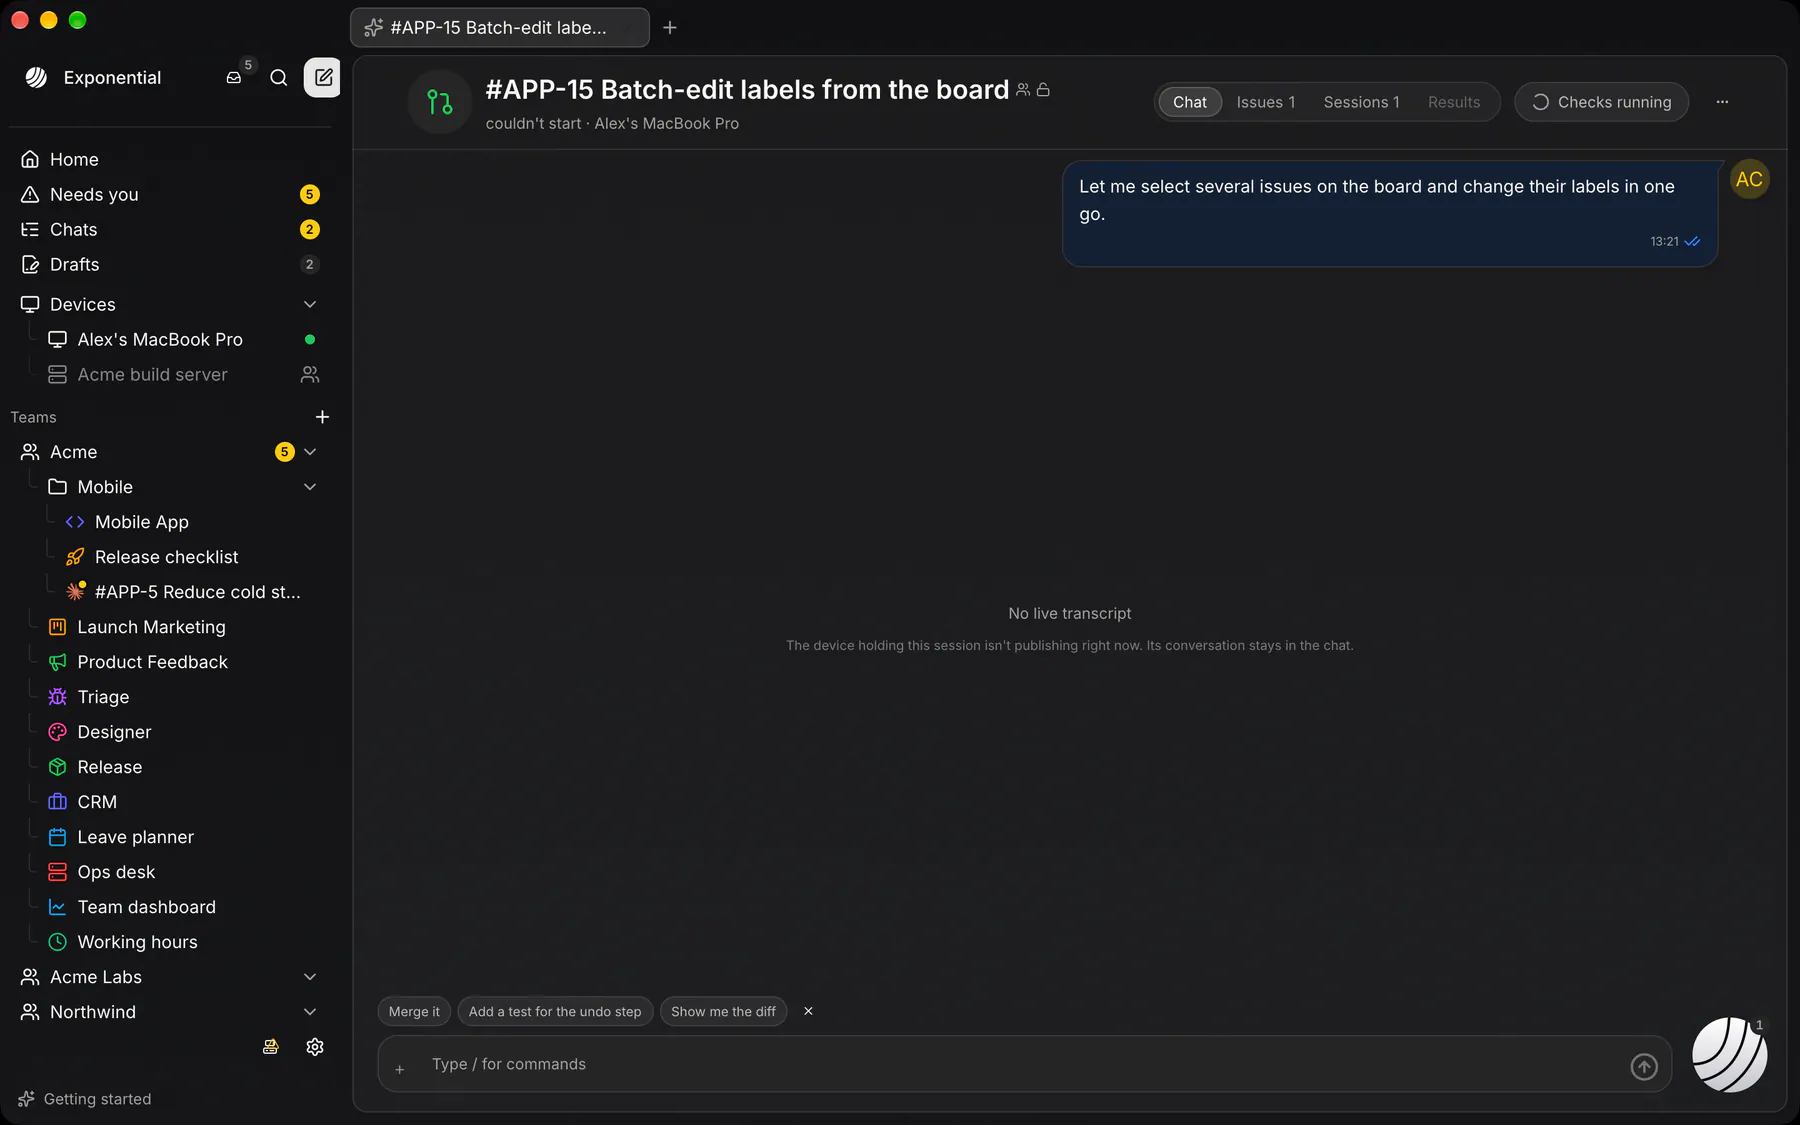 #APP-15 Batch-edit labe...
Exponential
5
#APP-15 Batch-edit labels from the board
couldn't start · Alex's MacBook Pro
Chat
Issues 1
Sessions 1
Results
Checks running
Home
Needs you
5
Chats
2
Drafts
2
Devices
Alex's MacBook Pro
Acme build server
Teams
Acme
5
Mobile
Mobile App
Release checklist
#APP-5 Reduce cold st...
Launch Marketing
Product Feedback
Triage
Designer
Release
CRM
Leave planner
Ops desk
Team dashboard
Working hours
Acme Labs
Northwind
Getting started
Let me select several issues on the board and change their labels in one
go.
13:21
AC
No live transcript
The device holding this session isn't publishing right now. Its conversation stays in the chat.
Merge it
Add a test for the undo step
Show me the diff
Type / for commands
1